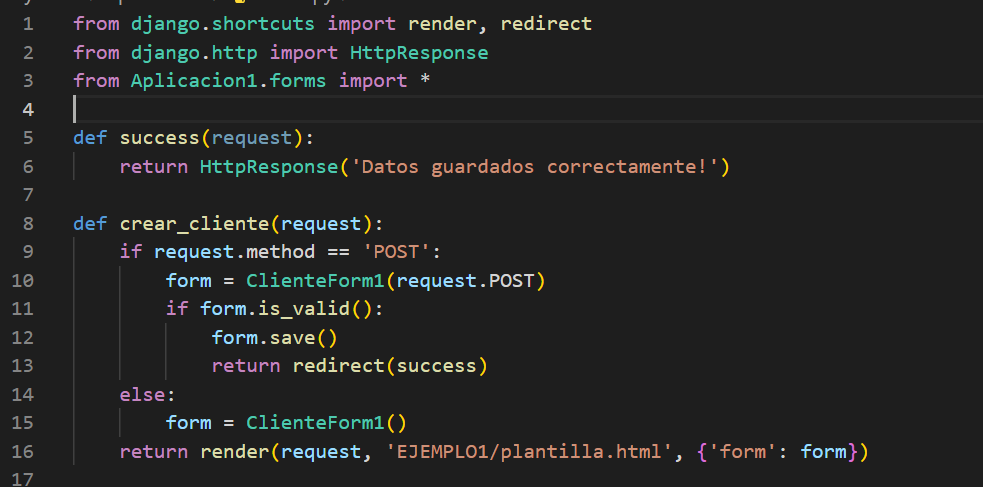 1 from django.shortcuts import render, redirect
2 from django.http import HttpResponse
3 from Aplicacion1.forms import *
4
5 def success(request):
6     return HttpResponse('Datos guardados correctamente!')
7
8 def crear_cliente(request):
9     if request.method == 'POST':
10         form = ClienteForm1(request.POST)
11         if form.is_valid():
12             form.save()
13             return redirect(success)
14     else:
15         form = ClienteForm1()
16     return render(request, 'EJEMPLO1/plantilla.html', {'form': form})
17